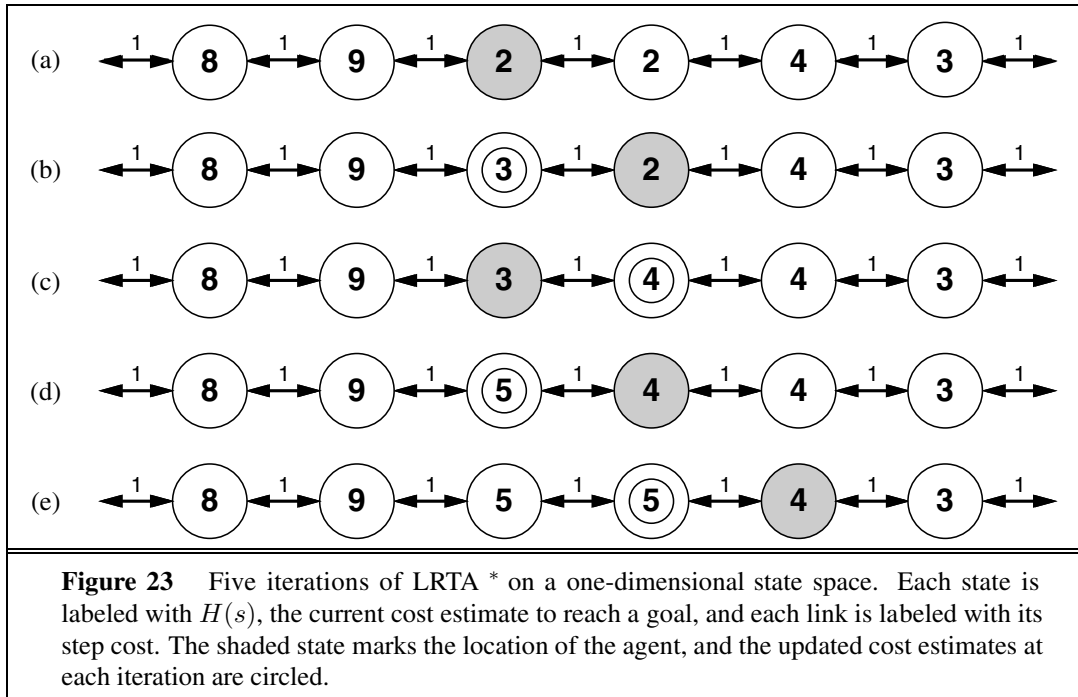 (a) 1 8 1 9 1 2 1 2 1 4 1 3 1
(b) 1 8 1 9 1 3 1 2 1 4 1 3 1
(c) 1 8 1 9 1 3 1 4 1 4 1 3 1
(d) 1 8 1 9 1 5 1 4 1 4 1 3 1
(e) 1 8 1 9 1 5 1 5 1 4 1 3 1
Figure 23 Five iterations of LRTA * on a one-dimensional state space. Each state is
labeled with H(s), the current cost estimate to reach a goal, and each link is labeled with its
step cost. The shaded state marks the location of the agent, and the updated cost estimates at
each iteration are circled.